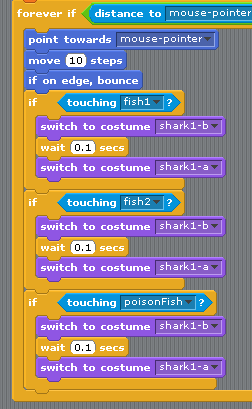 forever if distance to mouse-pointer
point towards mouse-pointer
move 10 steps
if on edge, bounce
if touching fish1 ?
switch to costume shark1-b
wait 0.1 secs
switch to costume shark1-a
if touching fish2 ?
switch to costume shark1-b
wait 0.1 secs
switch to costume shark1-a
if touching poisonFish ?
switch to costume shark1-b
wait 0.1 secs
switch to costume shark1-a